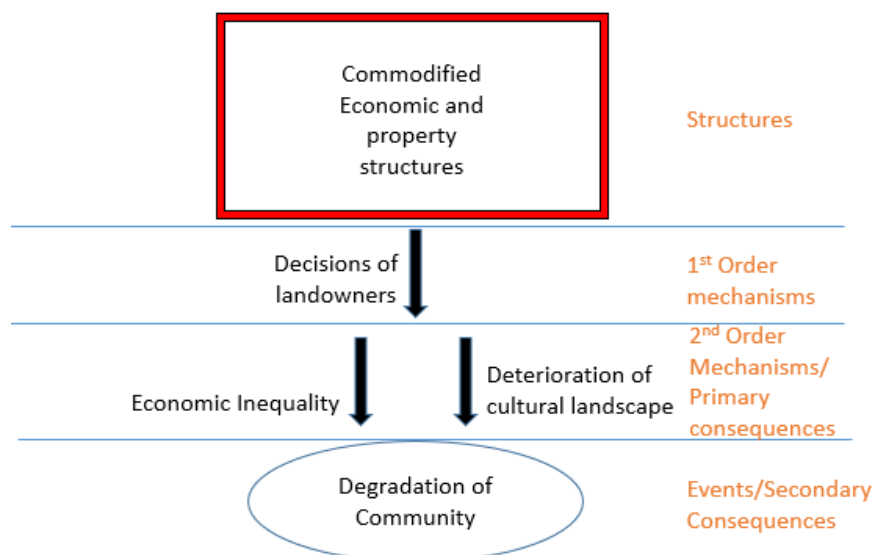 Commodified
Economic and
property
structures
Structures
Decisions of
landowners
1st Order
mechanisms
Economic Inequality
Deterioration of
cultural landscape
2nd Order
Mechanisms/
Primary
consequences
Degradation of
Community
Events/Secondary
Consequences